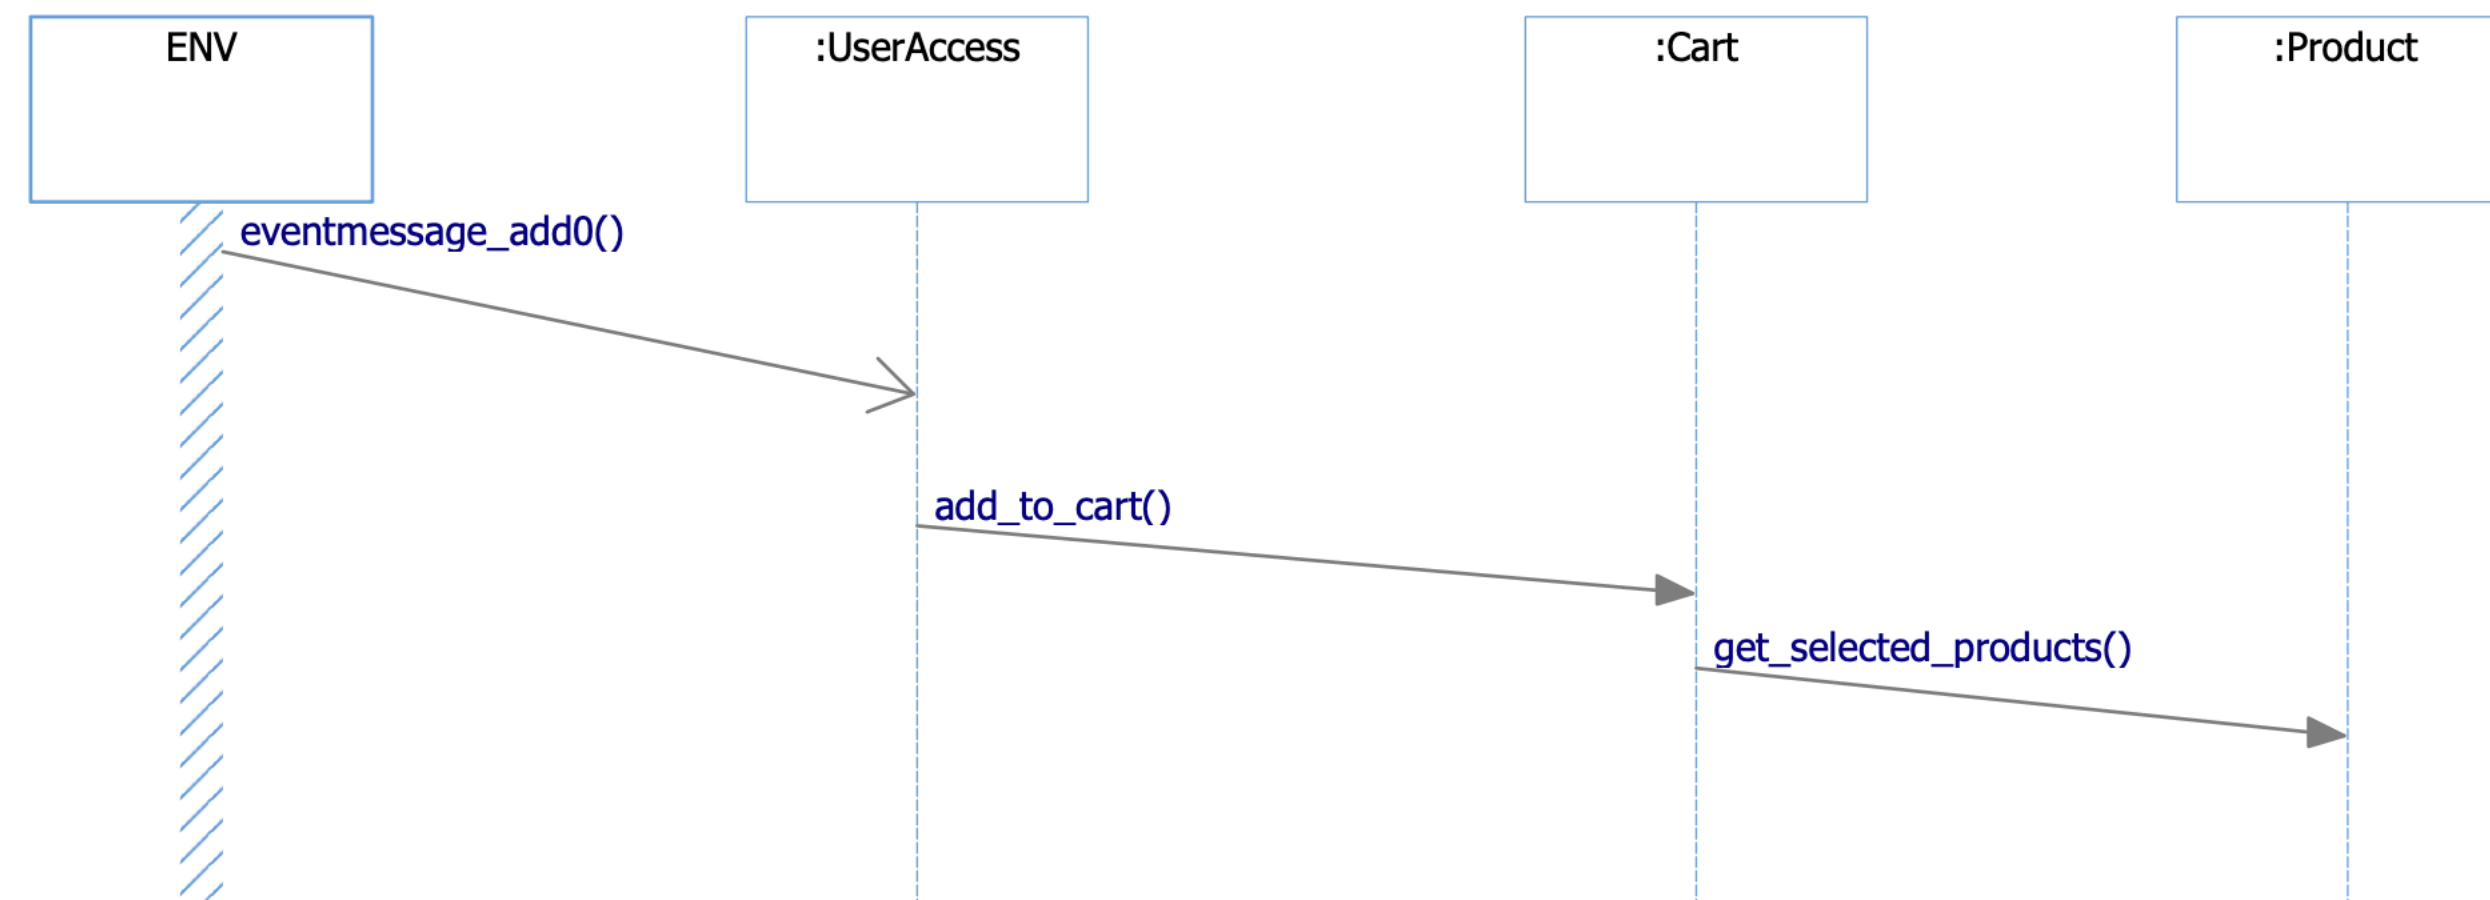 ENV
:UserAccess
:Cart
:Product
eventmessage_add0()
add_to_cart()
get_selected_products()